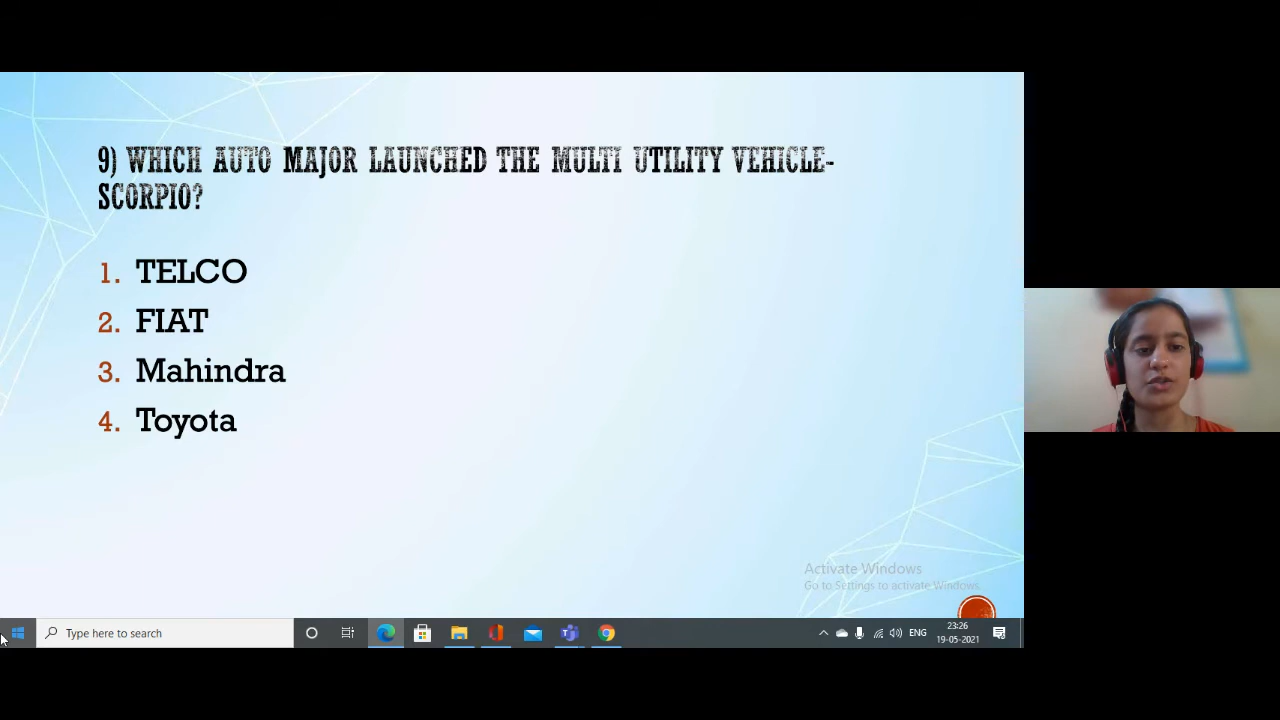 9) WHICH AUTO MAJOR LAUNCHED THE MULTI UTILITY VEHICLE-
SCORPIO?
1. TELCO
2. FIAT
3. Mahindra
4. Toyota
Activate Windows
Go to Settings to activate Windows.
Type here to search
ENG
23:26
19-05-2021